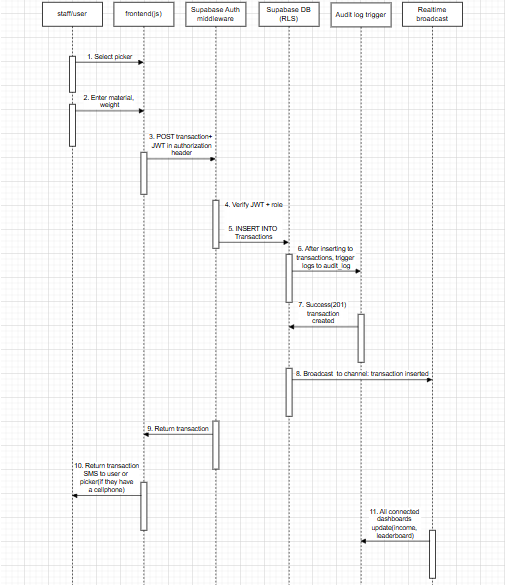 staff/user
frontend(js)
Supabase Auth
middleware
Supabase DB
(RLS)
Audit log trigger
Realtime
broadcast
1. Select picker
2. Enter material,
weight
3. POST transaction+
JWT in authorization
header
4. Verify JWT + role
5. INSERT INTO
Transactions
6. After inserting to
transactions, trigger
logs to audit_log
7. Success(201)
transaction
created
8. Broadcast to channel: transaction inserted
9. Return transaction
10. Return transaction
SMS to user or
picker(if they have
a cellphone)
11. All connected
dashboards
update(income,
leaderboard)